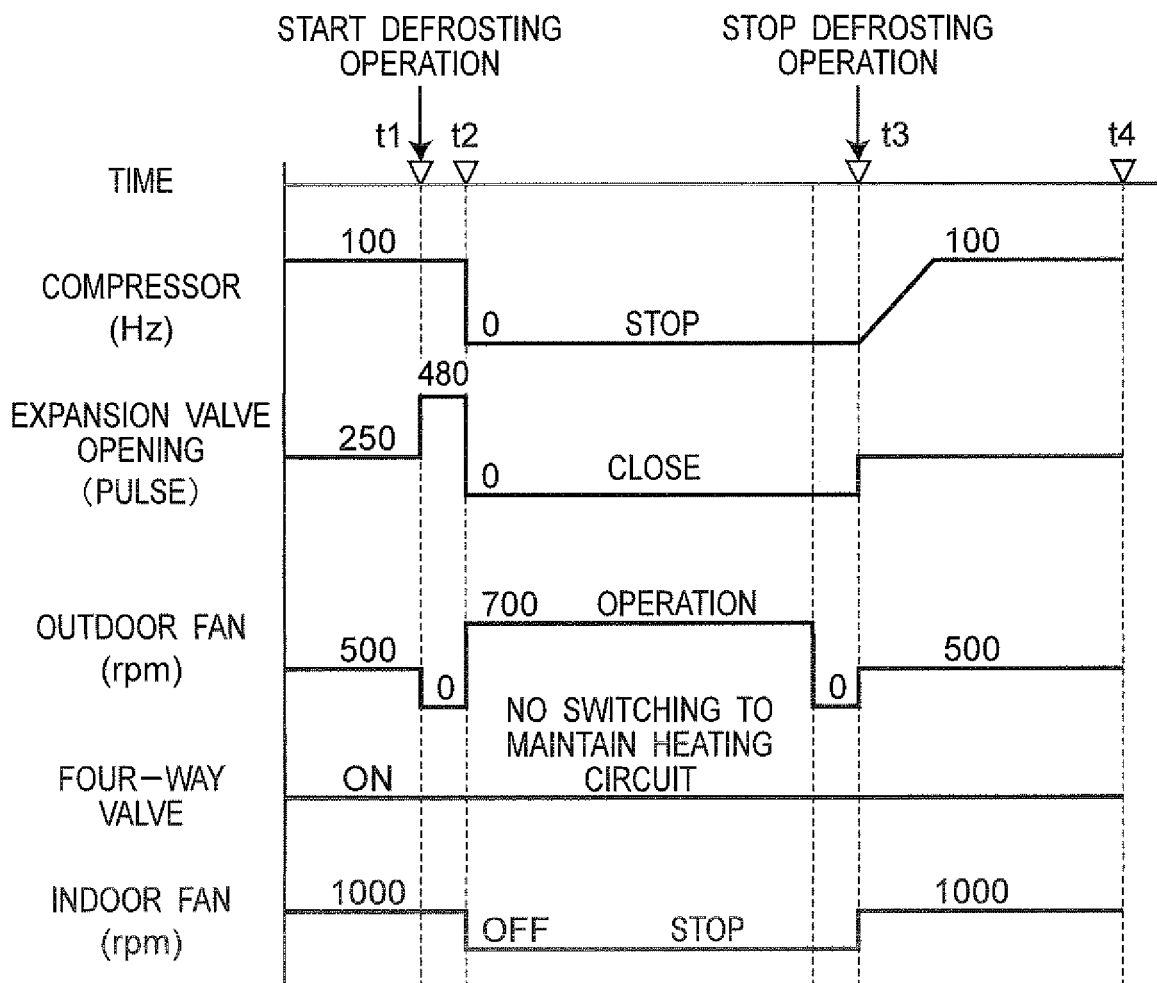 START DEFROSTING
OPERATION
STOP DEFROSTING
OPERATION
t1
t2
t3
t4
TIME
100
100
COMPRESSOR
(Hz)
0
STOP
480
EXPANSION VALVE
OPENING
(PULSE)
250
0
CLOSE
700
OPERATION
OUTDOOR FAN
(rpm)
500
0
0
500
NO SWITCHING TO
MAINTAIN HEATING
CIRCUIT
FOUR-WAY
VALVE
ON
INDOOR FAN
(rpm)
1000
1000
OFF
STOP